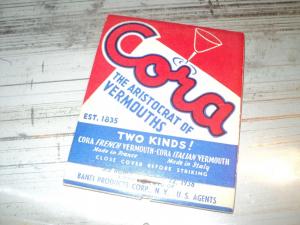 Cora
THE ARISTOCRAT OF
VERMOUTHS
EST. 1835
TWO KINDS!
CORA FRENCH VERMOUTH-CORA ITALIAN VERMOUTH
Made in France Made in Italy
CLOSE COVER BEFORE STRIKING
1938
BANFI PRODUCTS CORP., N.Y. U.S. AGENTS